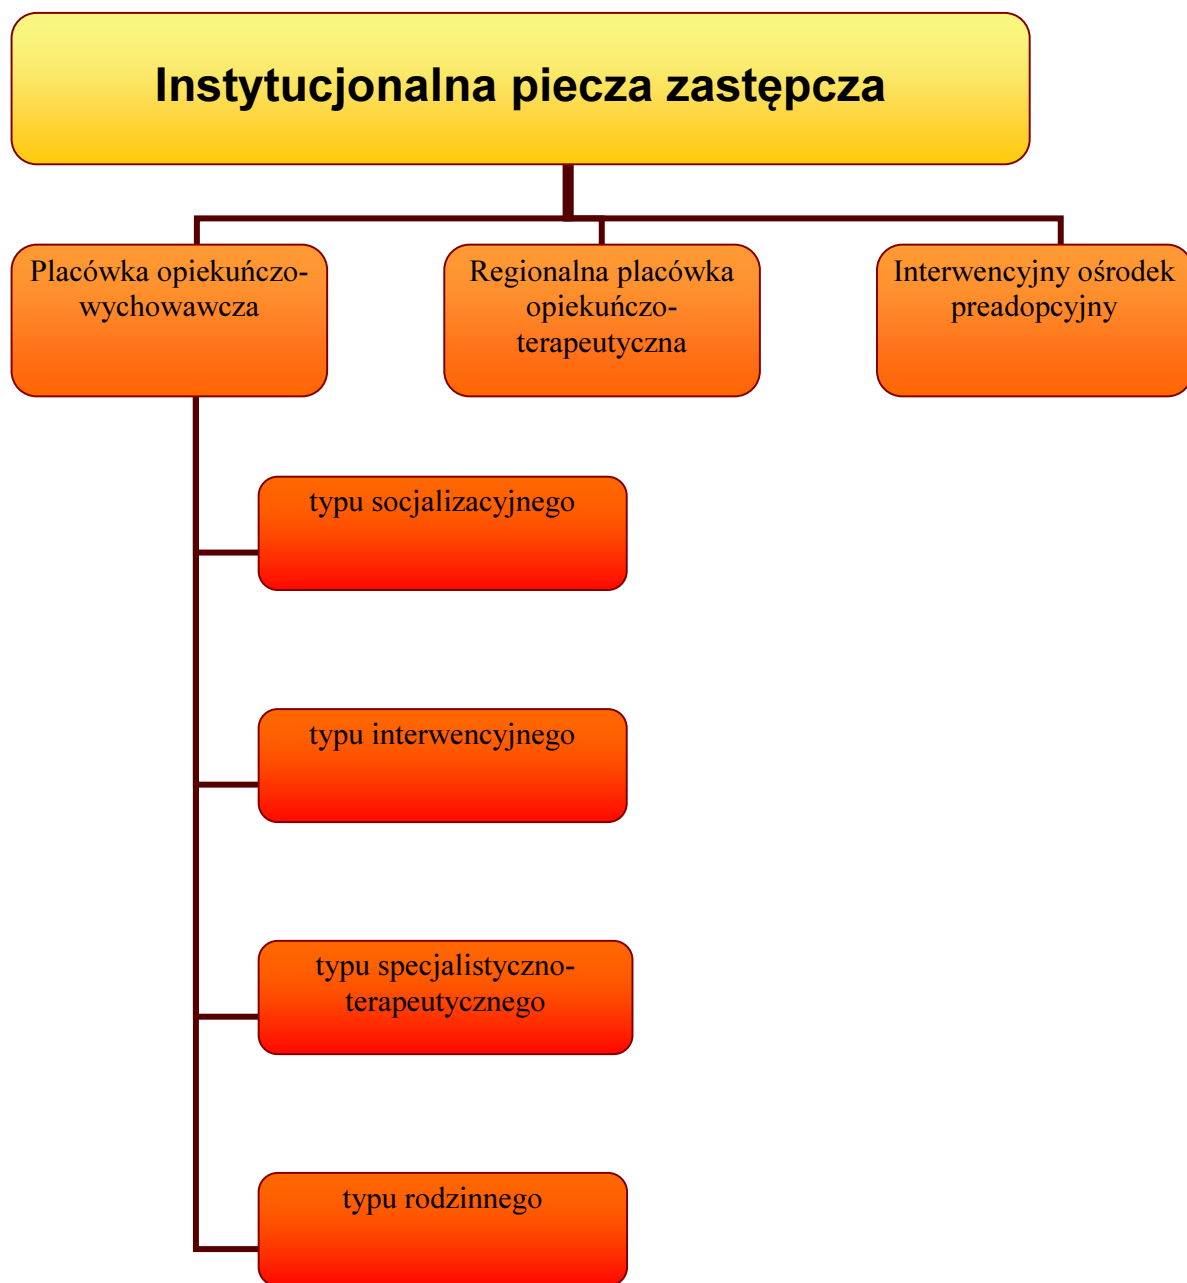 Instytucjonalna piecza zastępcza
Placówka opiekuńczo-
wychowawcza
Regionalna placówka
opiekuńczo-
terapeutyczna
Interwencyjny ośrodek
preadopcyjny
typu socjalizacyjnego
typu interwencyjnego
typu specjalistyczno-
terapeutycznego
typu rodzinnego